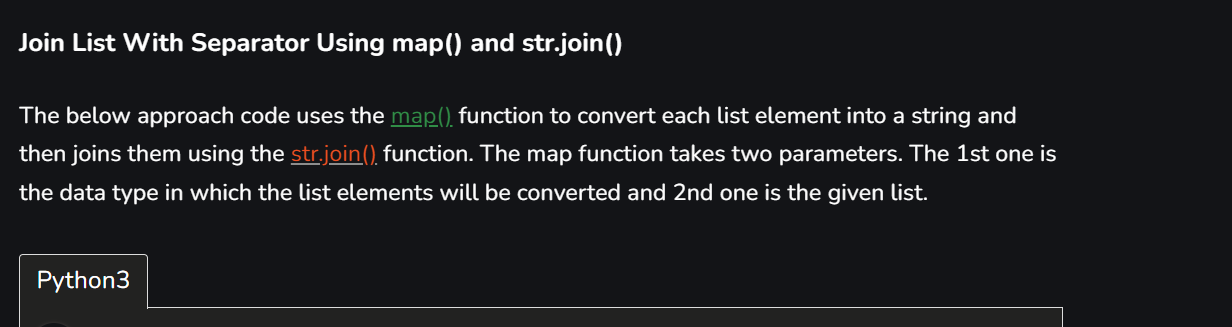 Join List With Separator Using map() and str.join()
The below approach code uses the map() function to convert each list element into a string and
then joins them using the str.join() function. The map function takes two parameters. The 1st one is
the data type in which the list elements will be converted and 2nd one is the given list.
Python3